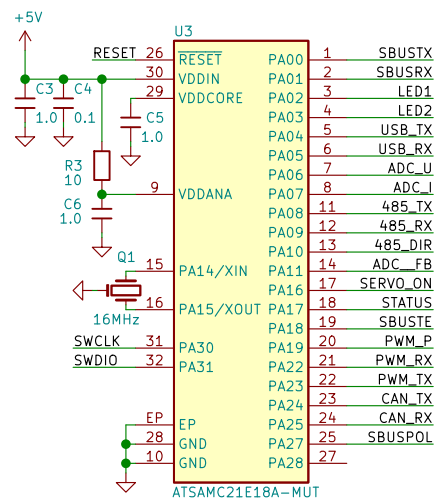 +5V
U3
RESET 26 RESET PA00 1 SBUSTX
30 VDDIN PA01 2 SBUSRX
C3 C4 29 VDDCORE PA02 3 LED1
1.0 0.1 C5 PA03 4 LED2
1.0 PA04 5 USB_TX
R3 PA05 6 USB_RX
10 PA06 7 ADC_U
9 VDDANA PA07 8 ADC_I
C6 PA08 11 485_TX
1.0 PA09 12 485_RX
PA10 13 485_DIR
Q1 15 PA14/XIN PA11 14 ADC__FB
PA16 17 SERVO_ON
16 PA15/XOUT PA17 18 STATUS
16MHz PA18 19 SBUSTE
SWCLK 31 PA30 PA19 20 PWM_P
SWDIO 32 PA31 PA22 21 PWM_RX
PA23 22 PWM_TX
PA24 23 CAN_TX
EP EP PA25 24 CAN_RX
28 GND PA27 25 SBUSPOL
10 GND PA28 27
ATSAMC21E18A-MUT